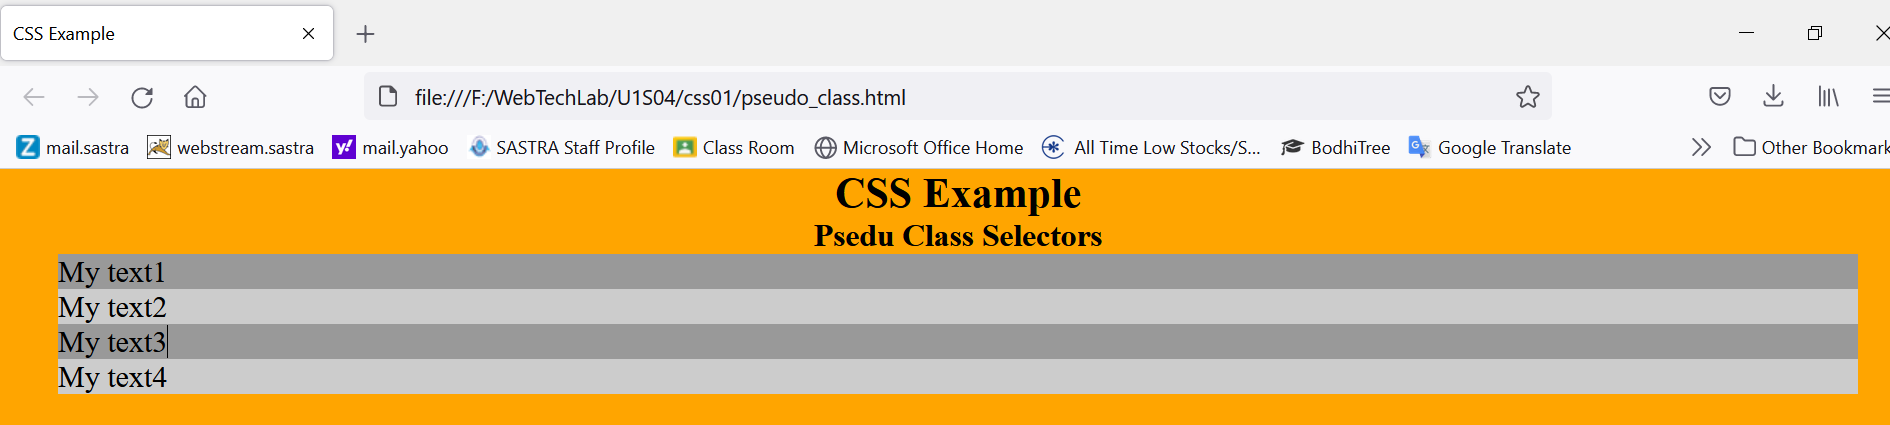 CSS Example
file:///F:/WebTechLab/U1S04/css01/pseudo_class.html
mail.sastra webstream.sastra mail.yahoo SASTRA Staff Profile Class Room Microsoft Office Home All Time Low Stocks/S... BodhiTree Google Translate Other Bookmark
CSS Example
Psedu Class Selectors
My text1
My text2
My text3
My text4